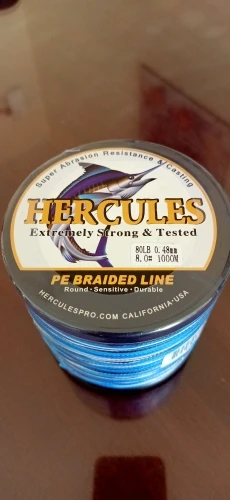 Super Abrasion Resistance & Casting
HERCULES
Extremely Strong & Tested
80LB 0.48mm
8.0# 1000M
PE BRAIDED LINE
Round · Sensitive · Durable
HERCULESPRO.COM CALIFORNIA·USA